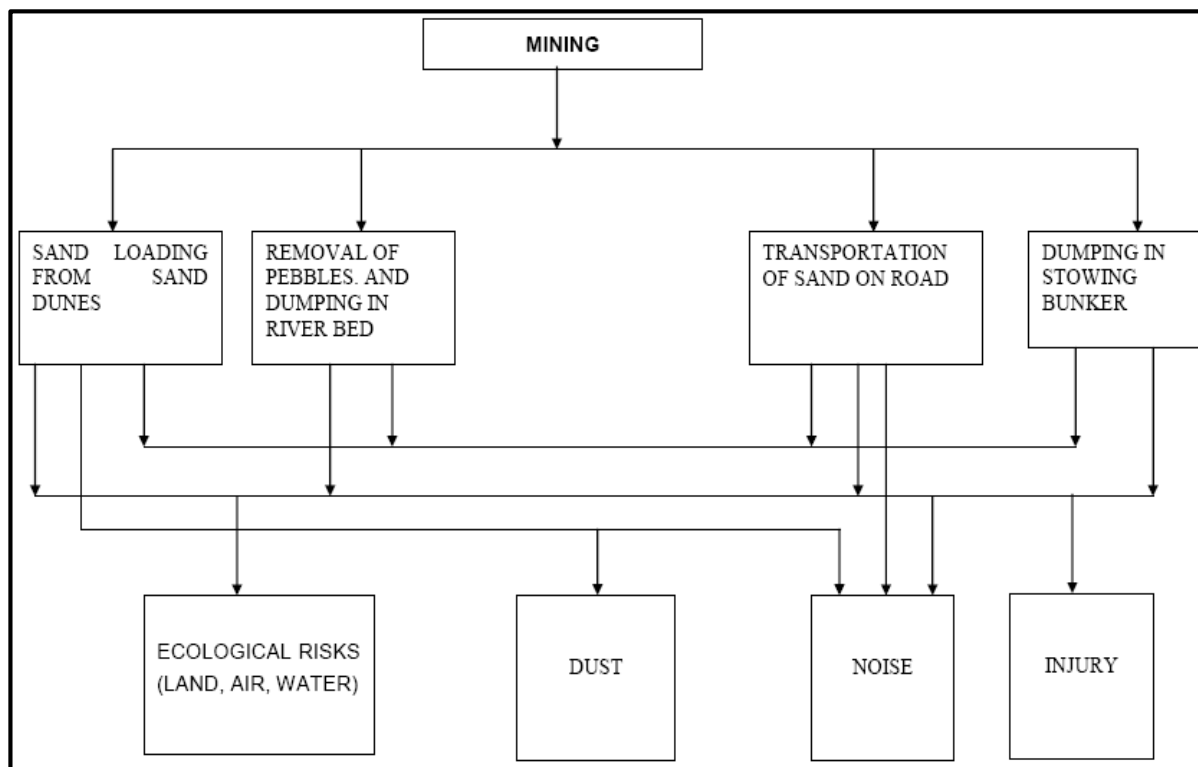 MINING
SAND LOADING
FROM SAND
DUNES
REMOVAL OF
PEBBLES. AND
DUMPING IN
RIVER BED
TRANSPORTATION
OF SAND ON ROAD
DUMPING IN
STOWING
BUNKER
ECOLOGICAL RISKS
(LAND, AIR, WATER)
DUST
NOISE
INJURY